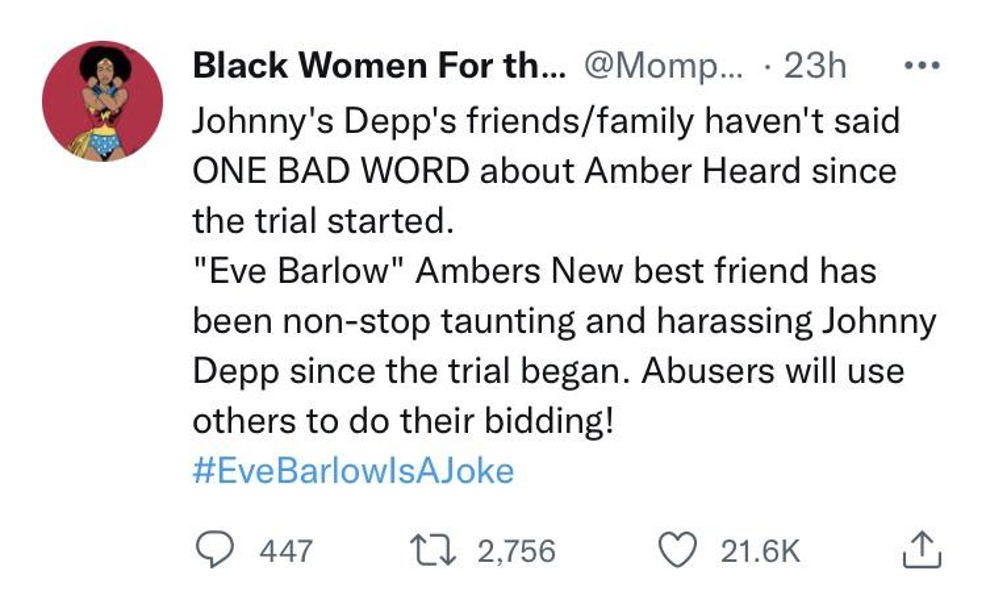 Black Women For th... @Momp... · 23h
Johnny's Depp's friends/family haven't said
ONE BAD WORD about Amber Heard since
the trial started.
"Eve Barlow" Ambers New best friend has
been non-stop taunting and harassing Johnny
Depp since the trial began. Abusers will use
others to do their bidding!
#EveBarlowIsAJoke
447 2,756 21.6K